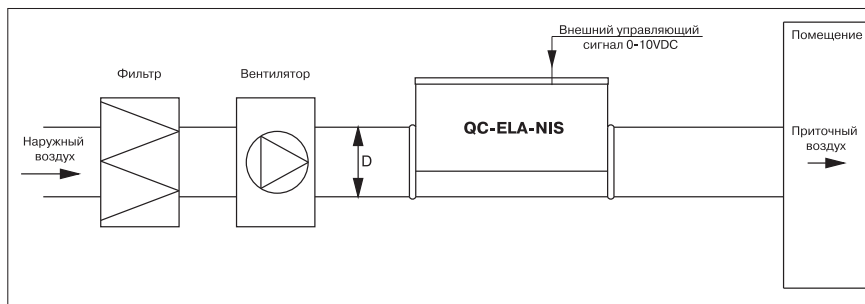 Внешний управляющий
сигнал 0-10VDC
Помещение
Фильтр
Вентилятор
QC-ELA-NIS
Наружный
воздух
D
Приточный
воздух